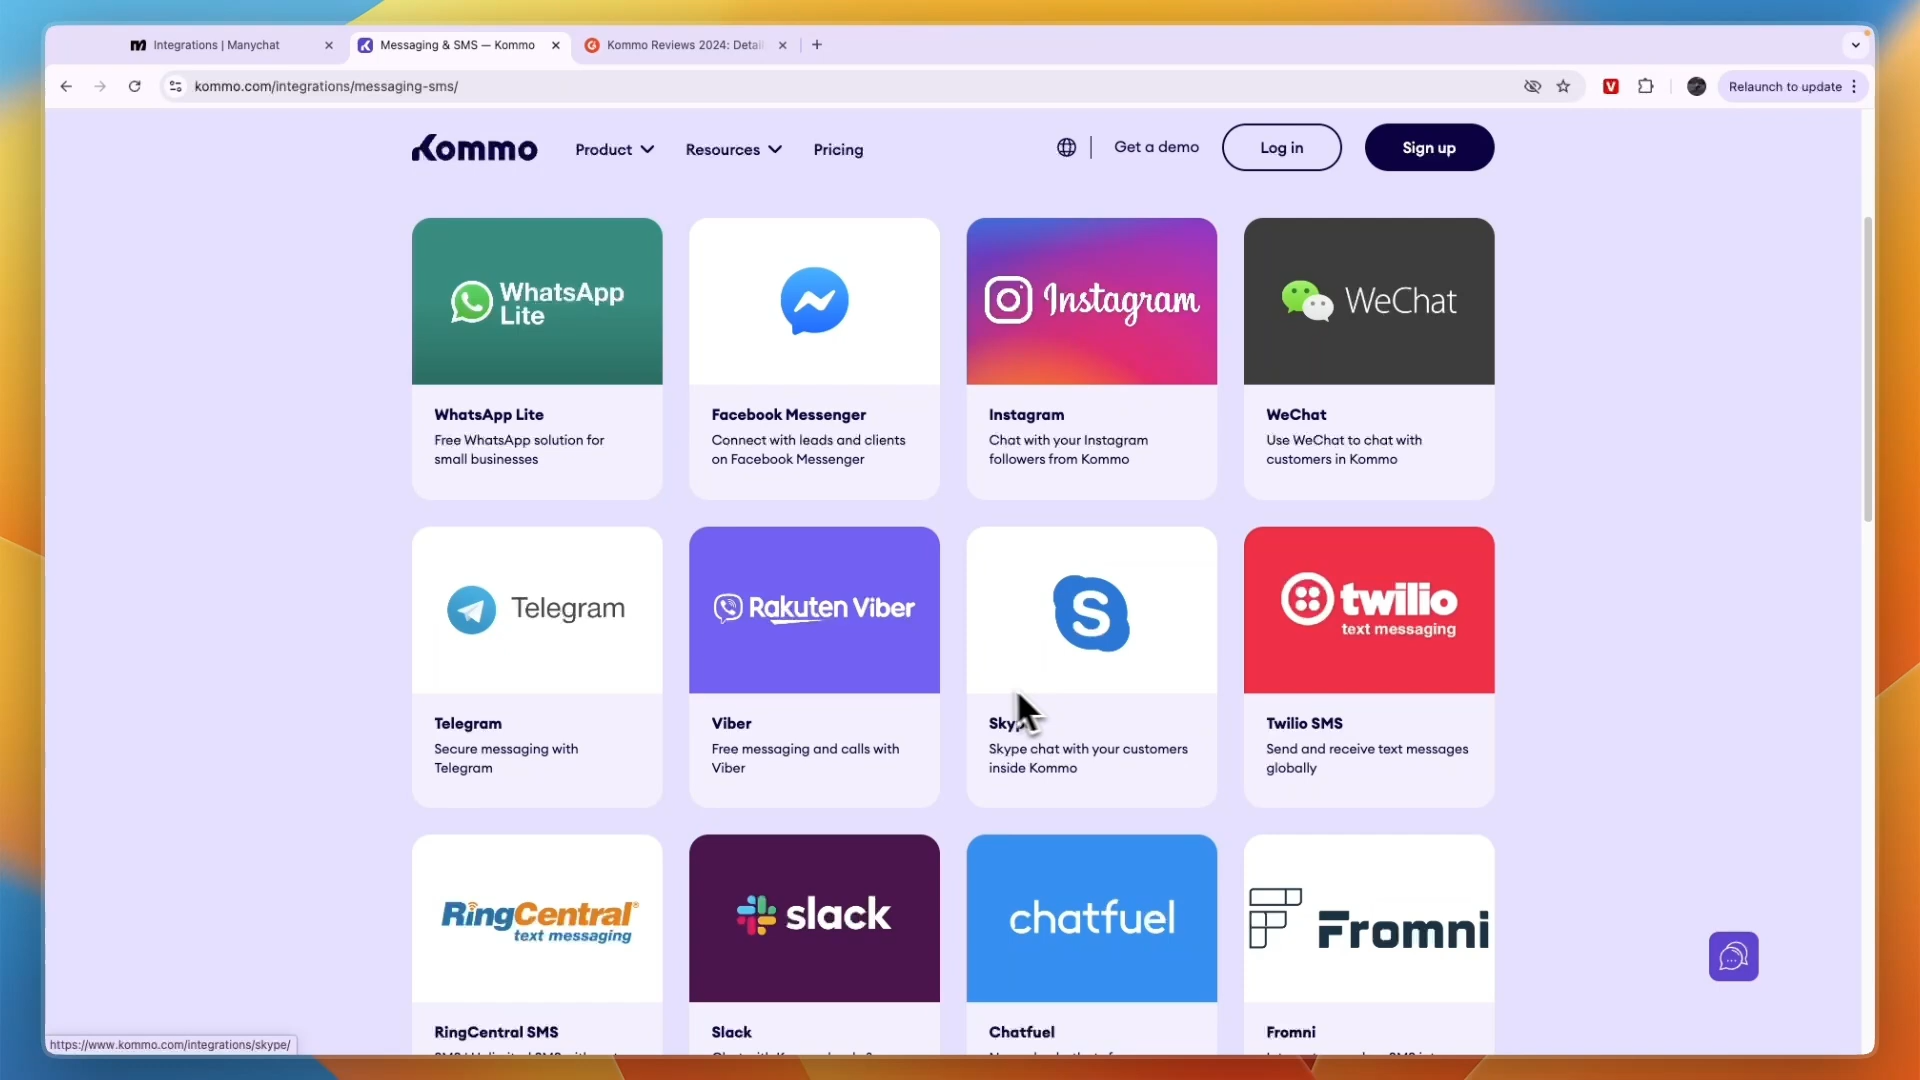 Integrations | Manychat
Messaging & SMS — Kommo
Kommo Reviews 2024: Detail
kommo.com/integrations/messaging-sms/
Relaunch to update
Kommo
Product
Resources
Pricing
Get a demo
Log in
Sign up
WhatsApp
Lite
Instagram
WeChat
WhatsApp Lite
Free WhatsApp solution for
small businesses
Facebook Messenger
Connect with leads and clients
on Facebook Messenger
Instagram
Chat with your Instagram
followers from Kommo
WeChat
Use WeChat to chat with
customers in Kommo
Telegram
Rakuten Viber
S
twilio
text messaging
Telegram
Secure messaging with
Telegram
Viber
Free messaging and calls with
Viber
Skype chat with your customers
inside Kommo
Twilio SMS
Send and receive text messages
globally
RingCentral®
text messaging
slack
chatfuel
Fromni
RingCentral SMS
Slack
Chatfuel
Fromni
https://www.kommo.com/integrations/skype/